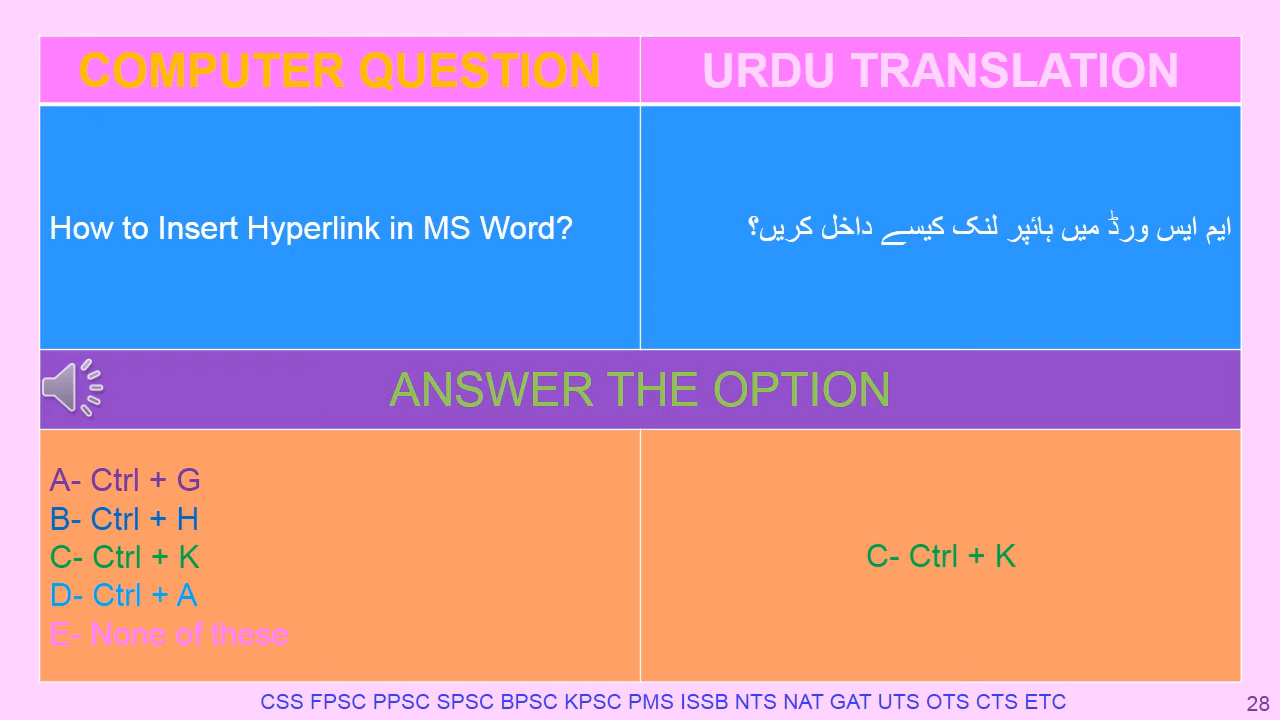 COMPUTER QUESTION
URDU TRANSLATION
How to Insert Hyperlink in MS Word?
ایم ایس ورڈ میں ہائپر لنک کیسے داخل کریں؟
ANSWER THE OPTION
A- Ctrl + G
B- Ctrl + H
C- Ctrl + K
D- Ctrl + A
E- None of these
C- Ctrl + K
CSS FPSC PPSC SPSC BPSC KPSC PMS ISSB NTS NAT GAT UTS OTS CTS ETC
28